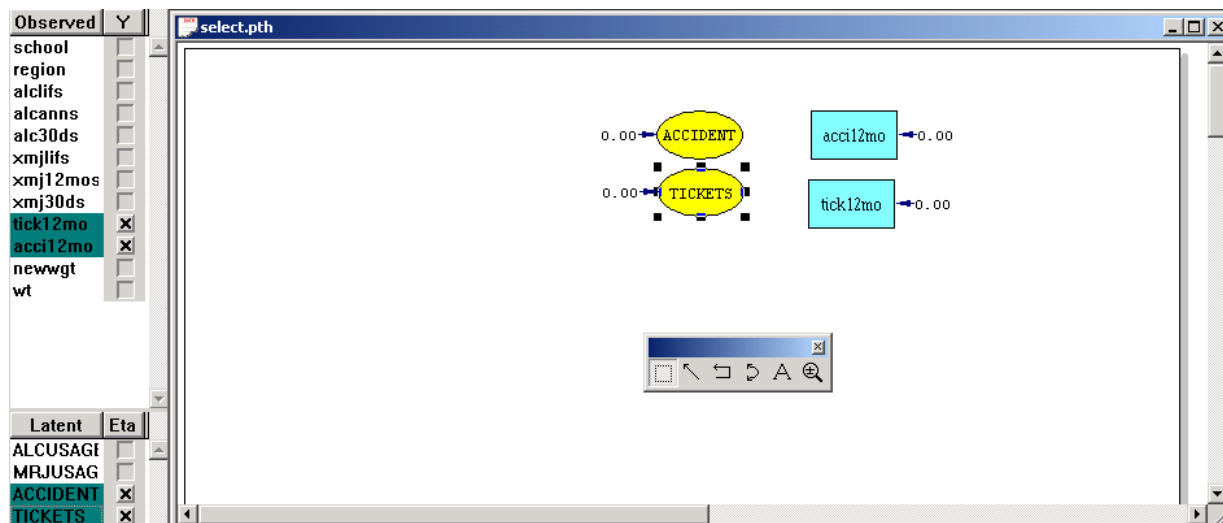 Observed Y
school
region
alclifs
alcanns
alc30ds
xmjlifs
xmj12mos
xmj30ds
tick12mo
acci12mo
newwgt
wt
Latent Eta
ALCUSAGE
MRJUSAG
ACCIDENT
TICKETS
select.pth
0.00 ACCIDENT acci12mo 0.00
0.00 TICKETS tick12mo 0.00
A